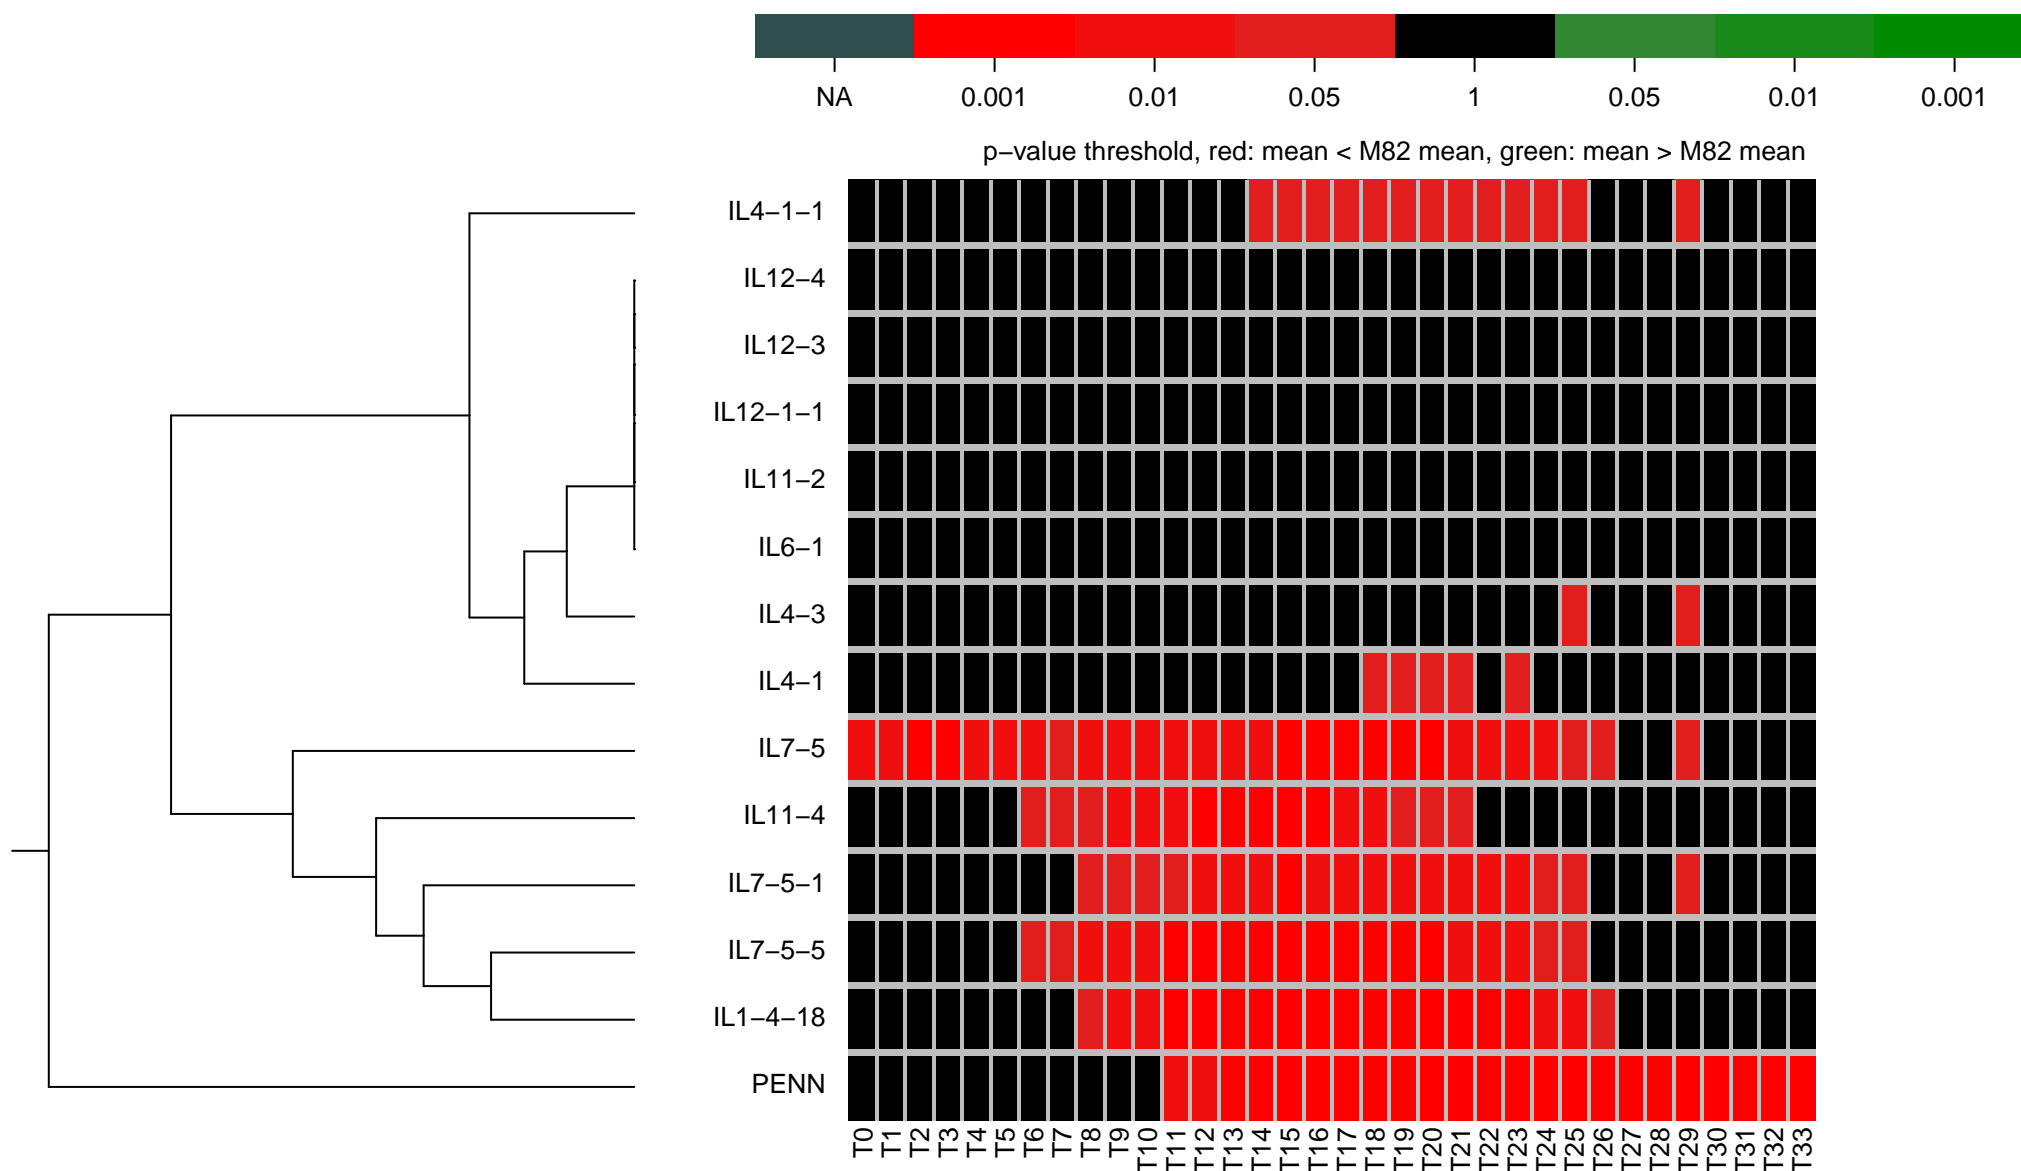 NA 0.001 0.01 0.05 1 0.05 0.01 0.001
p−value threshold, red: mean < M82 mean, green: mean > M82 mean
IL4−1−1
IL12−4
IL12−3
IL12−1−1
IL11−2
IL6−1
IL4−3
IL4−1
IL7−5
IL11−4
IL7−5−1
IL7−5−5
IL1−4−18
PENN
T0 T1 T2 T3 T4 T5 T6 T7 T8 T9 T10 T11 T12 T13 T14 T15 T16 T17 T18 T19 T20 T21 T22 T23 T24 T25 T26 T27 T28 T29 T30 T31 T32 T33